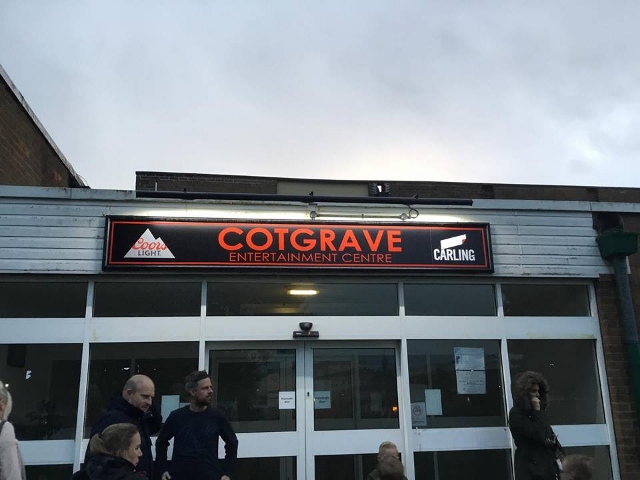 Coors
LIGHT
COTGRAVE
ENTERTAINMENT CENTRE
CARLING